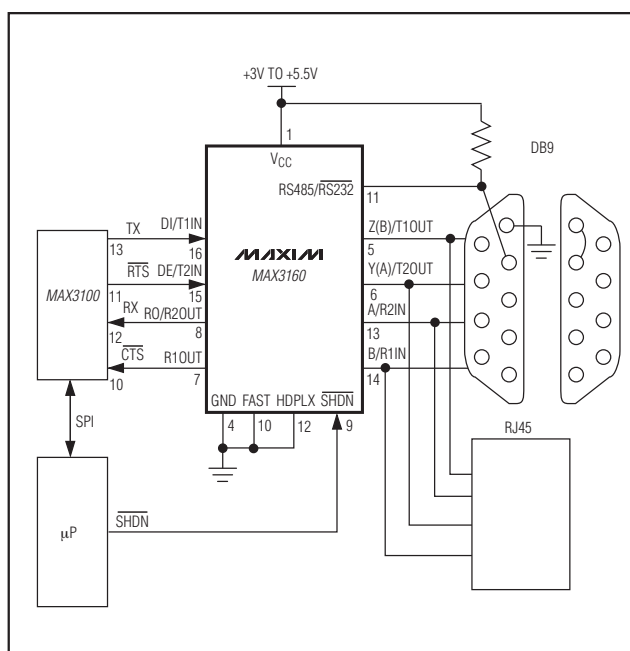 +3V TO +5.5V
1
VCC
DB9
RS485/RS232
11
TX
DI/T1IN
Z(B)/T1OUT
13
16
5
MAXIM
MAX3160
RTS
DE/T2IN
Y(A)/T2OUT
MAX3100
11
15
6
RX
RO/R2OUT
A/R2IN
12
8
13
CTS
R1OUT
B/R1IN
10
7
14
GND FAST HDPLX SHDN
4 10 12 9
SPI
RJ45
µP
SHDN